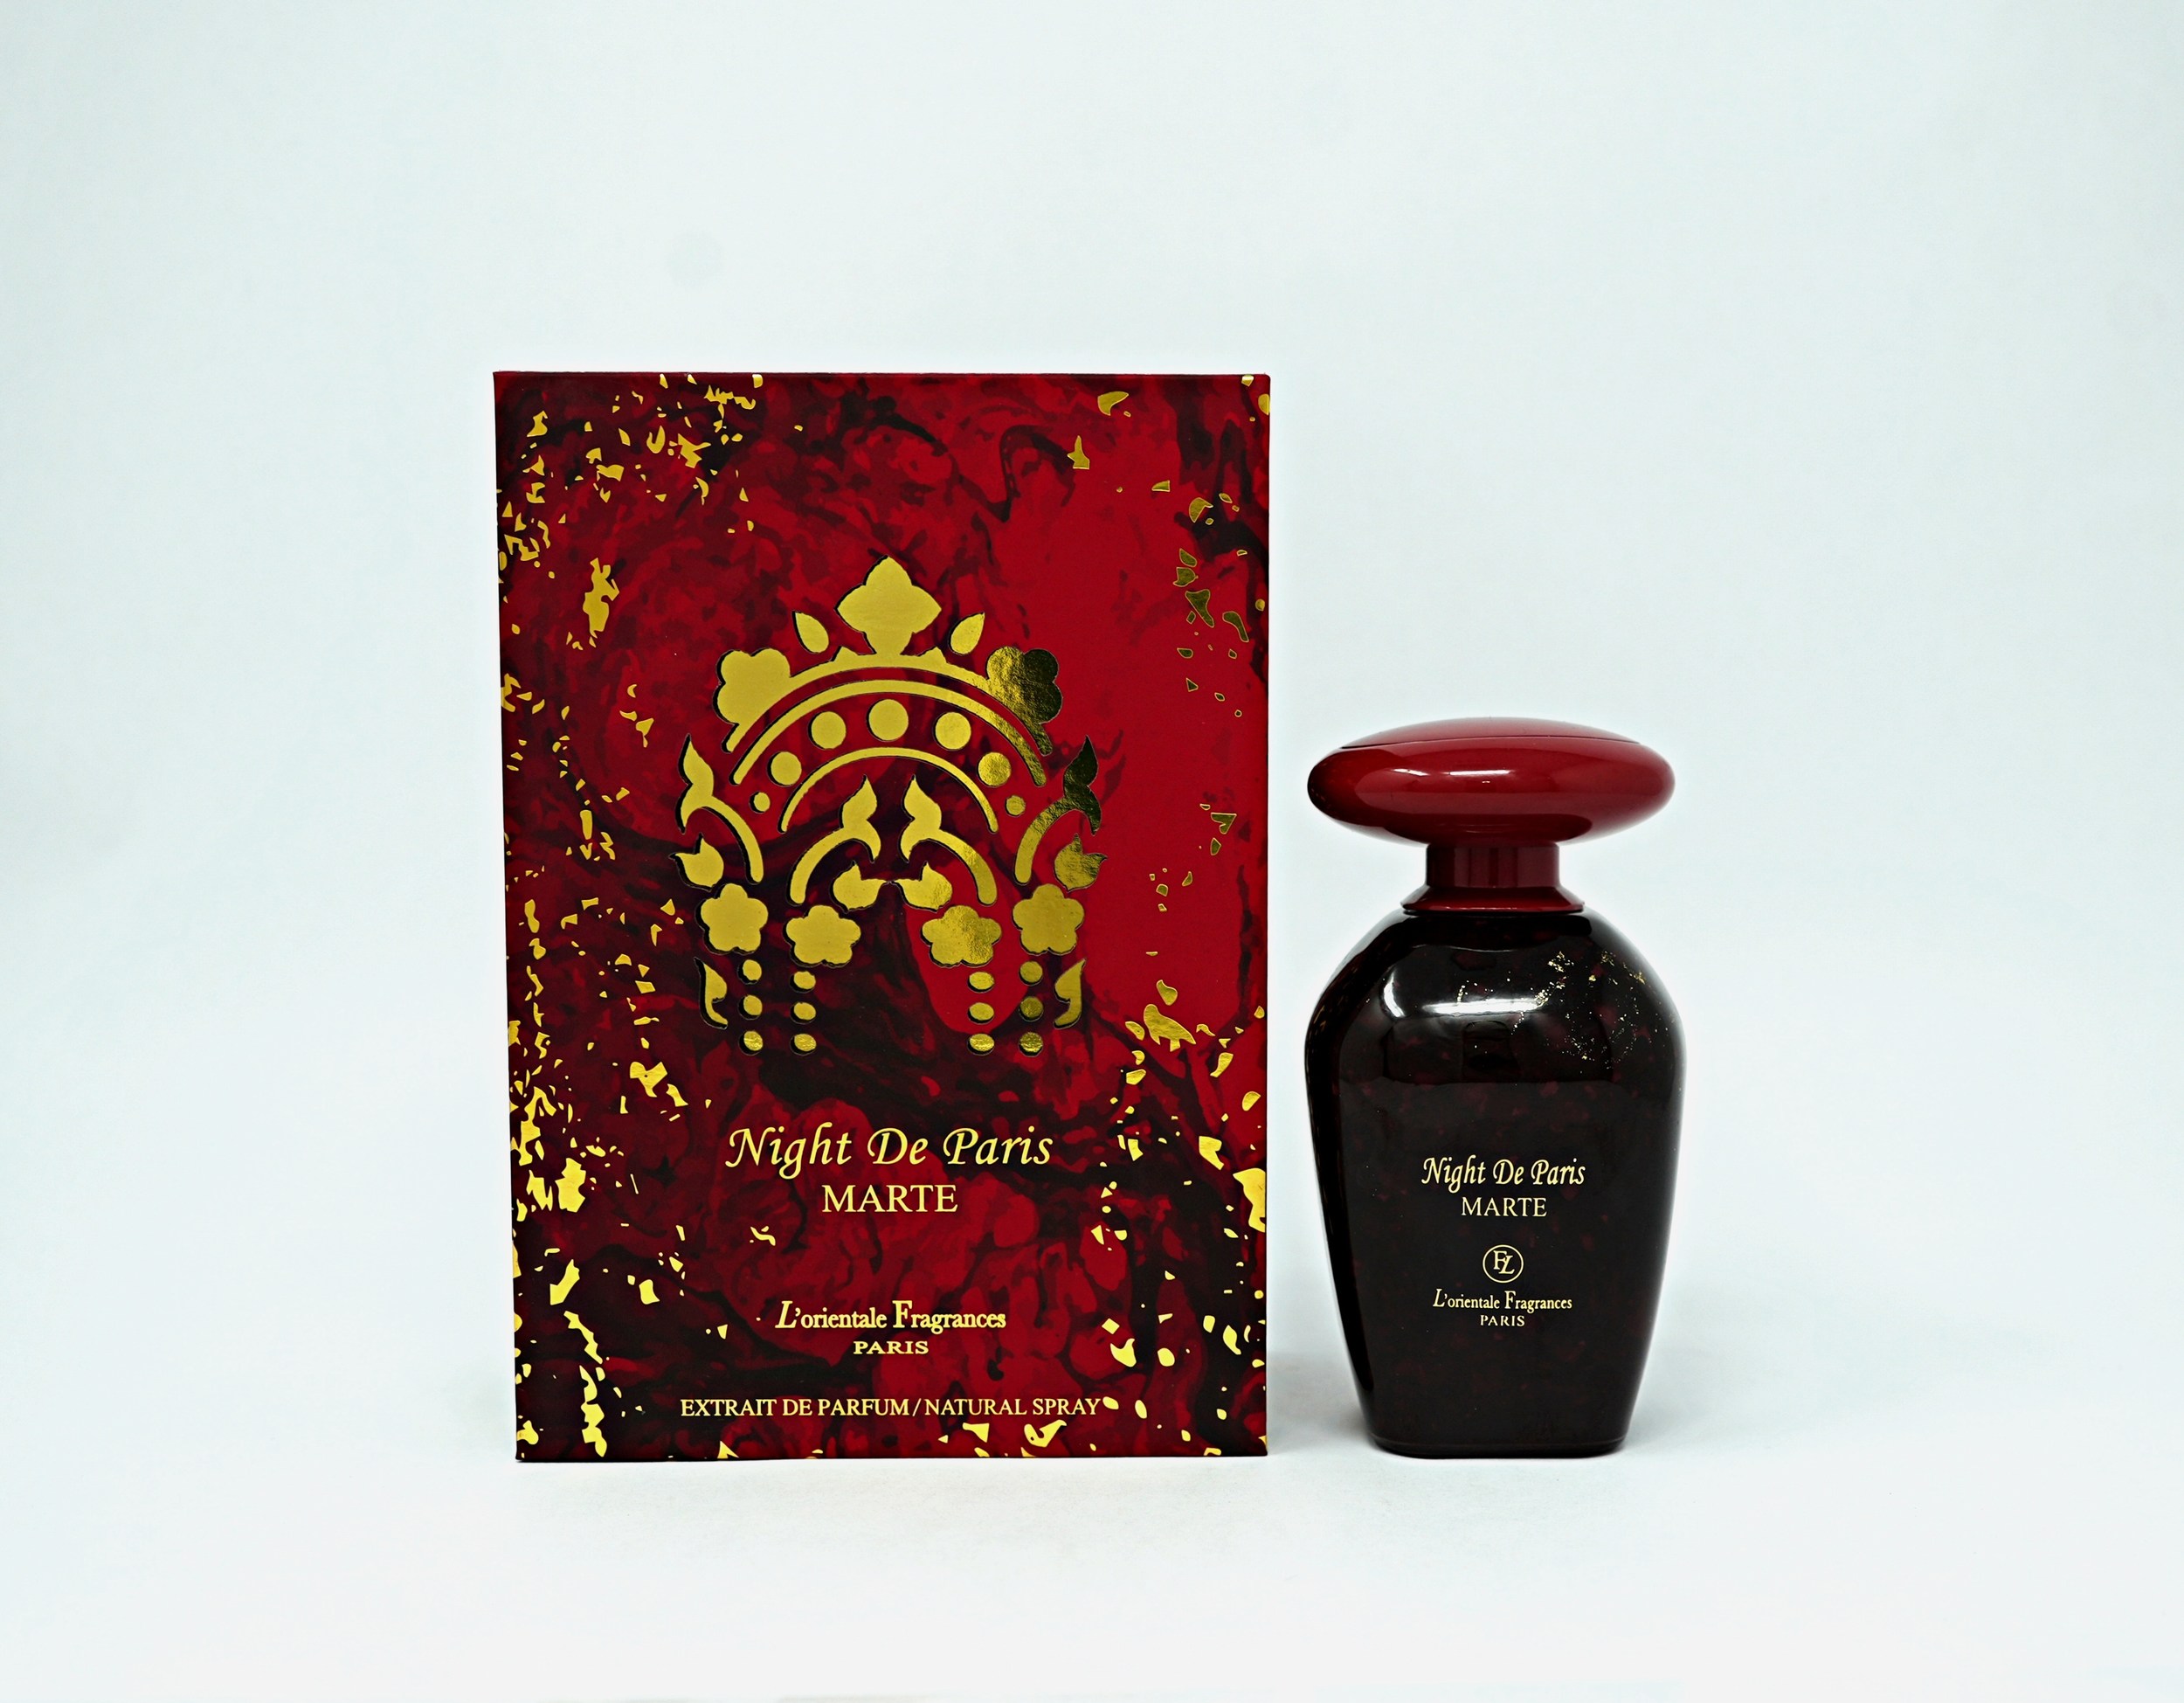 Night De Paris
MARTE
L'orientale Fragrances
PARIS
EXTRAIT DE PARFUM/NATURAL SPRAY
Night De Paris
MARTE
FL
L'orientale Fragrances
PARIS